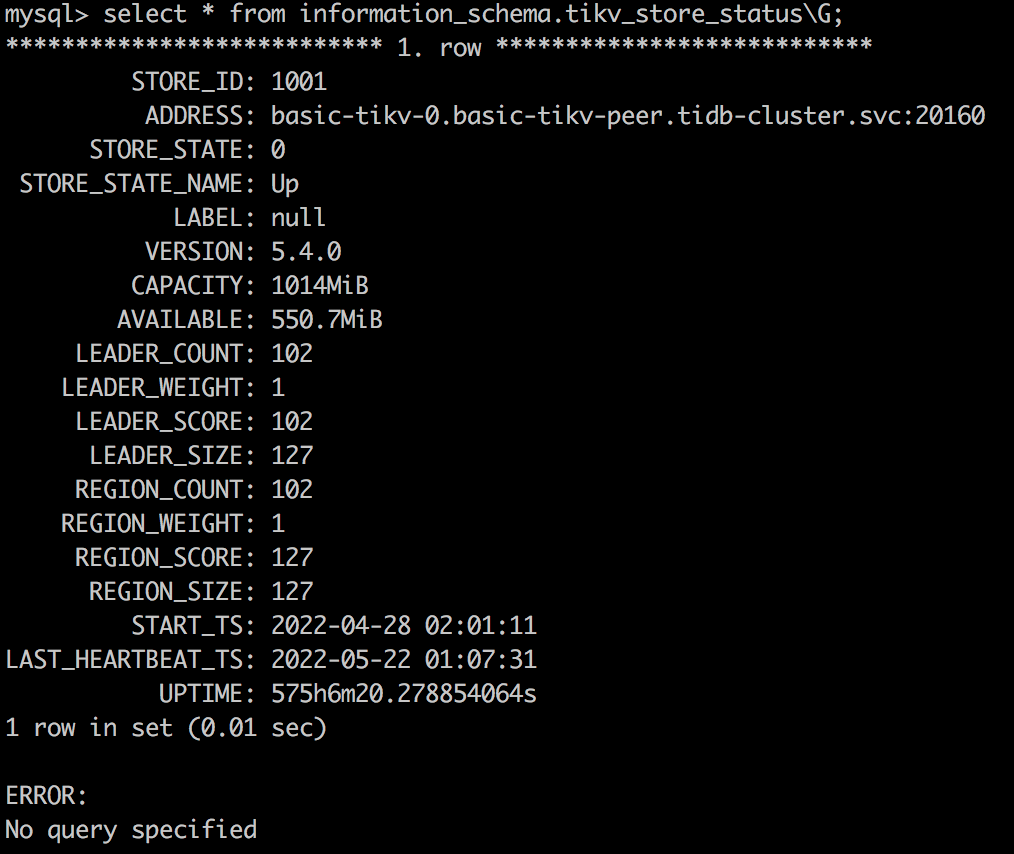 mysql> select * from information_schema.tikv_store_status\G;
*************************** 1. row ***************************
         STORE_ID: 1001
          ADDRESS: basic-tikv-0.basic-tikv-peer.tidb-cluster.svc:20160
      STORE_STATE: 0
 STORE_STATE_NAME: Up
            LABEL: null
          VERSION: 5.4.0
         CAPACITY: 1014MiB
        AVAILABLE: 550.7MiB
     LEADER_COUNT: 102
    LEADER_WEIGHT: 1
     LEADER_SCORE: 102
      LEADER_SIZE: 127
     REGION_COUNT: 102
    REGION_WEIGHT: 1
     REGION_SCORE: 127
      REGION_SIZE: 127
         START_TS: 2022-04-28 02:01:11
LAST_HEARTBEAT_TS: 2022-05-22 01:07:31
           UPTIME: 575h6m20.278854064s
1 row in set (0.01 sec)

ERROR:
No query specified